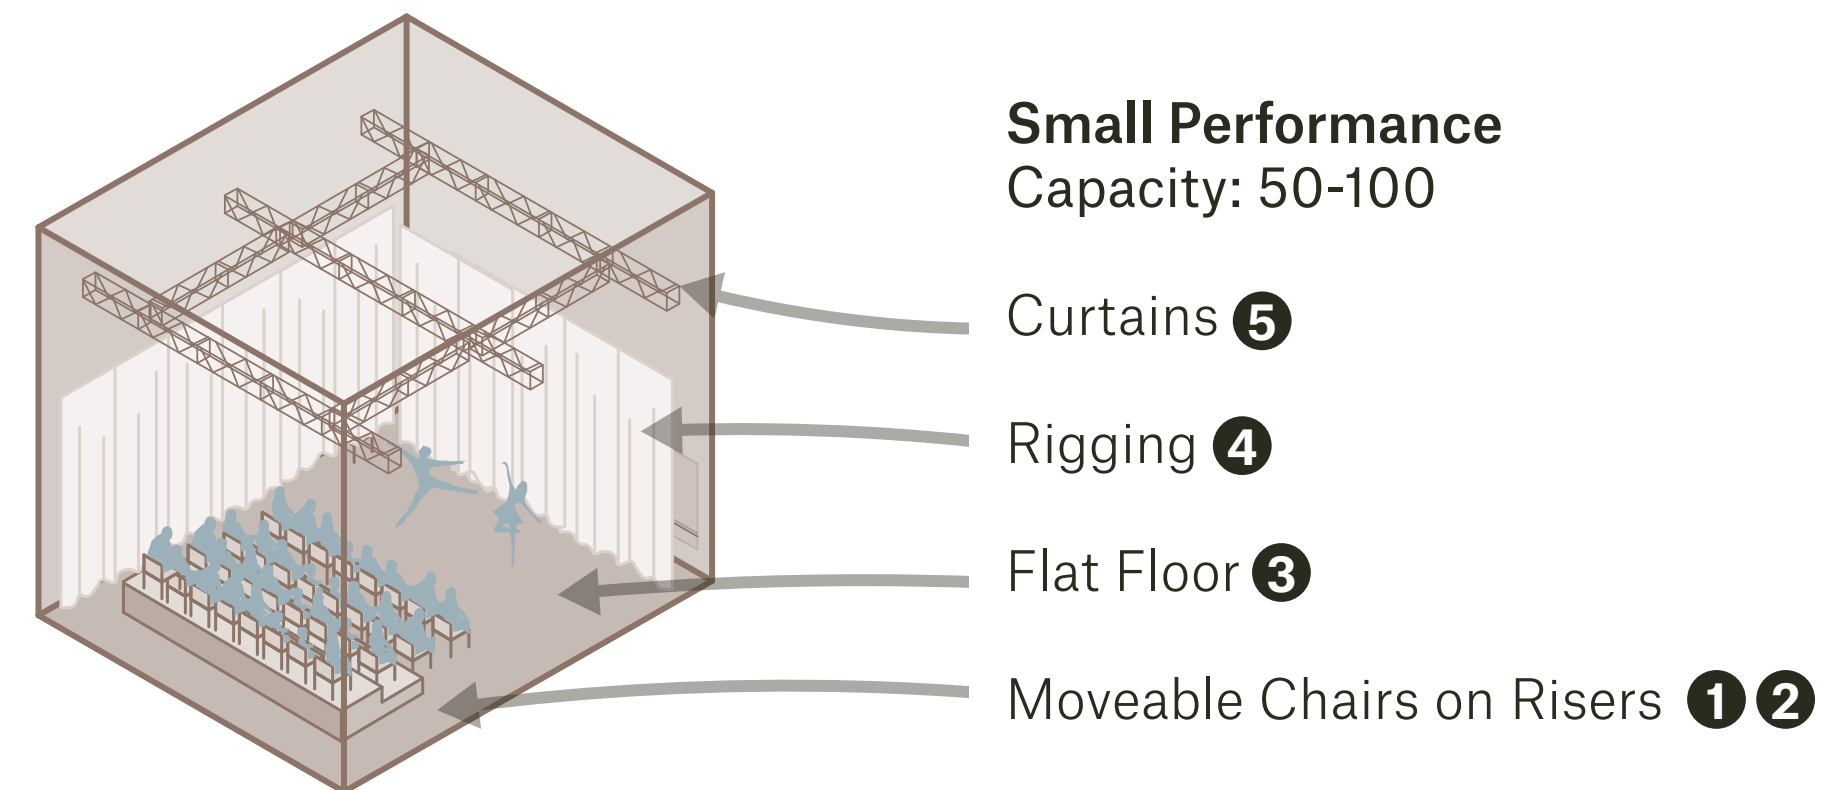 Small Performance
Capacity: 50-100
Curtains 5
Rigging 4
Flat Floor 3
Moveable Chairs on Risers 1 2